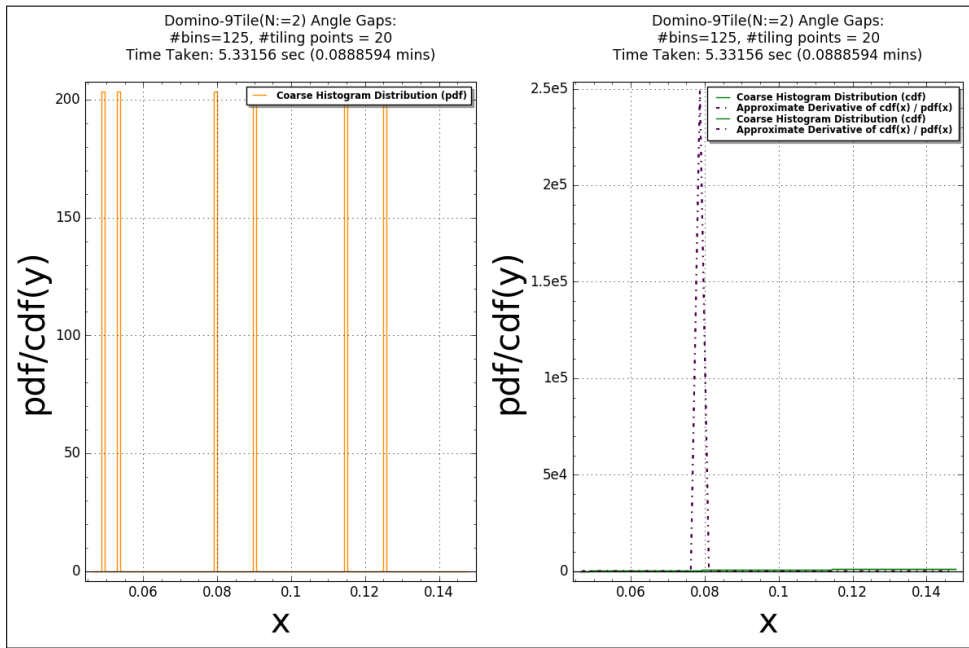 Domino-9Tile(N:=2) Angle Gaps:
#bins=125, #tiling points = 20
Time Taken: 5.33156 sec (0.0888594 mins)
Coarse Histogram Distribution (pdf)
200
150
100
50
0
pdf/cdf(y)
0.06
0.08
0.1
0.12
0.14
x
Domino-9Tile(N:=2) Angle Gaps:
#bins=125, #tiling points = 20
Time Taken: 5.33156 sec (0.0888594 mins)
Coarse Histogram Distribution (cdf)
Approximate Derivative of cdf(x) / pdf(x)
Coarse Histogram Distribution (cdf)
Approximate Derivative of cdf(x) / pdf(x)
2.5e5
2e5
1.5e5
1e5
5e4
0
pdf/cdf(y)
0.06
0.08
0.1
0.12
0.14
x